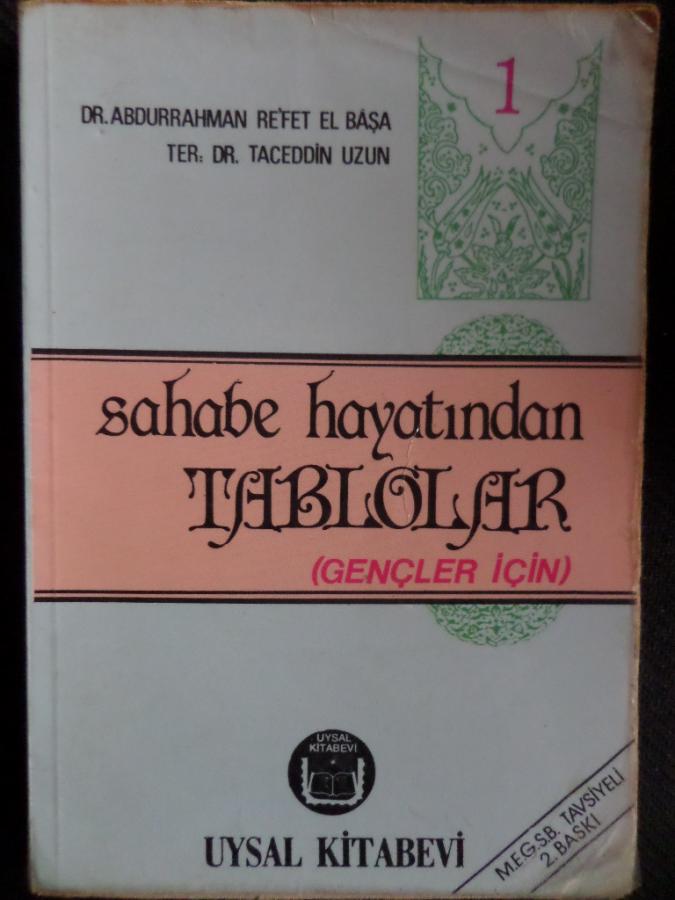 1
DR. ABDURRAHMAN RE'FET EL BÂŞA
TER: DR. TACEDDİN UZUN
sahabe hayatından
TABLOLAR
(GENÇLER İÇİN)
UYSAL
KİTABEVİ
UYSAL KİTABEVİ
M.E.G.S.B. TAVSİYELİ
2. BASKI